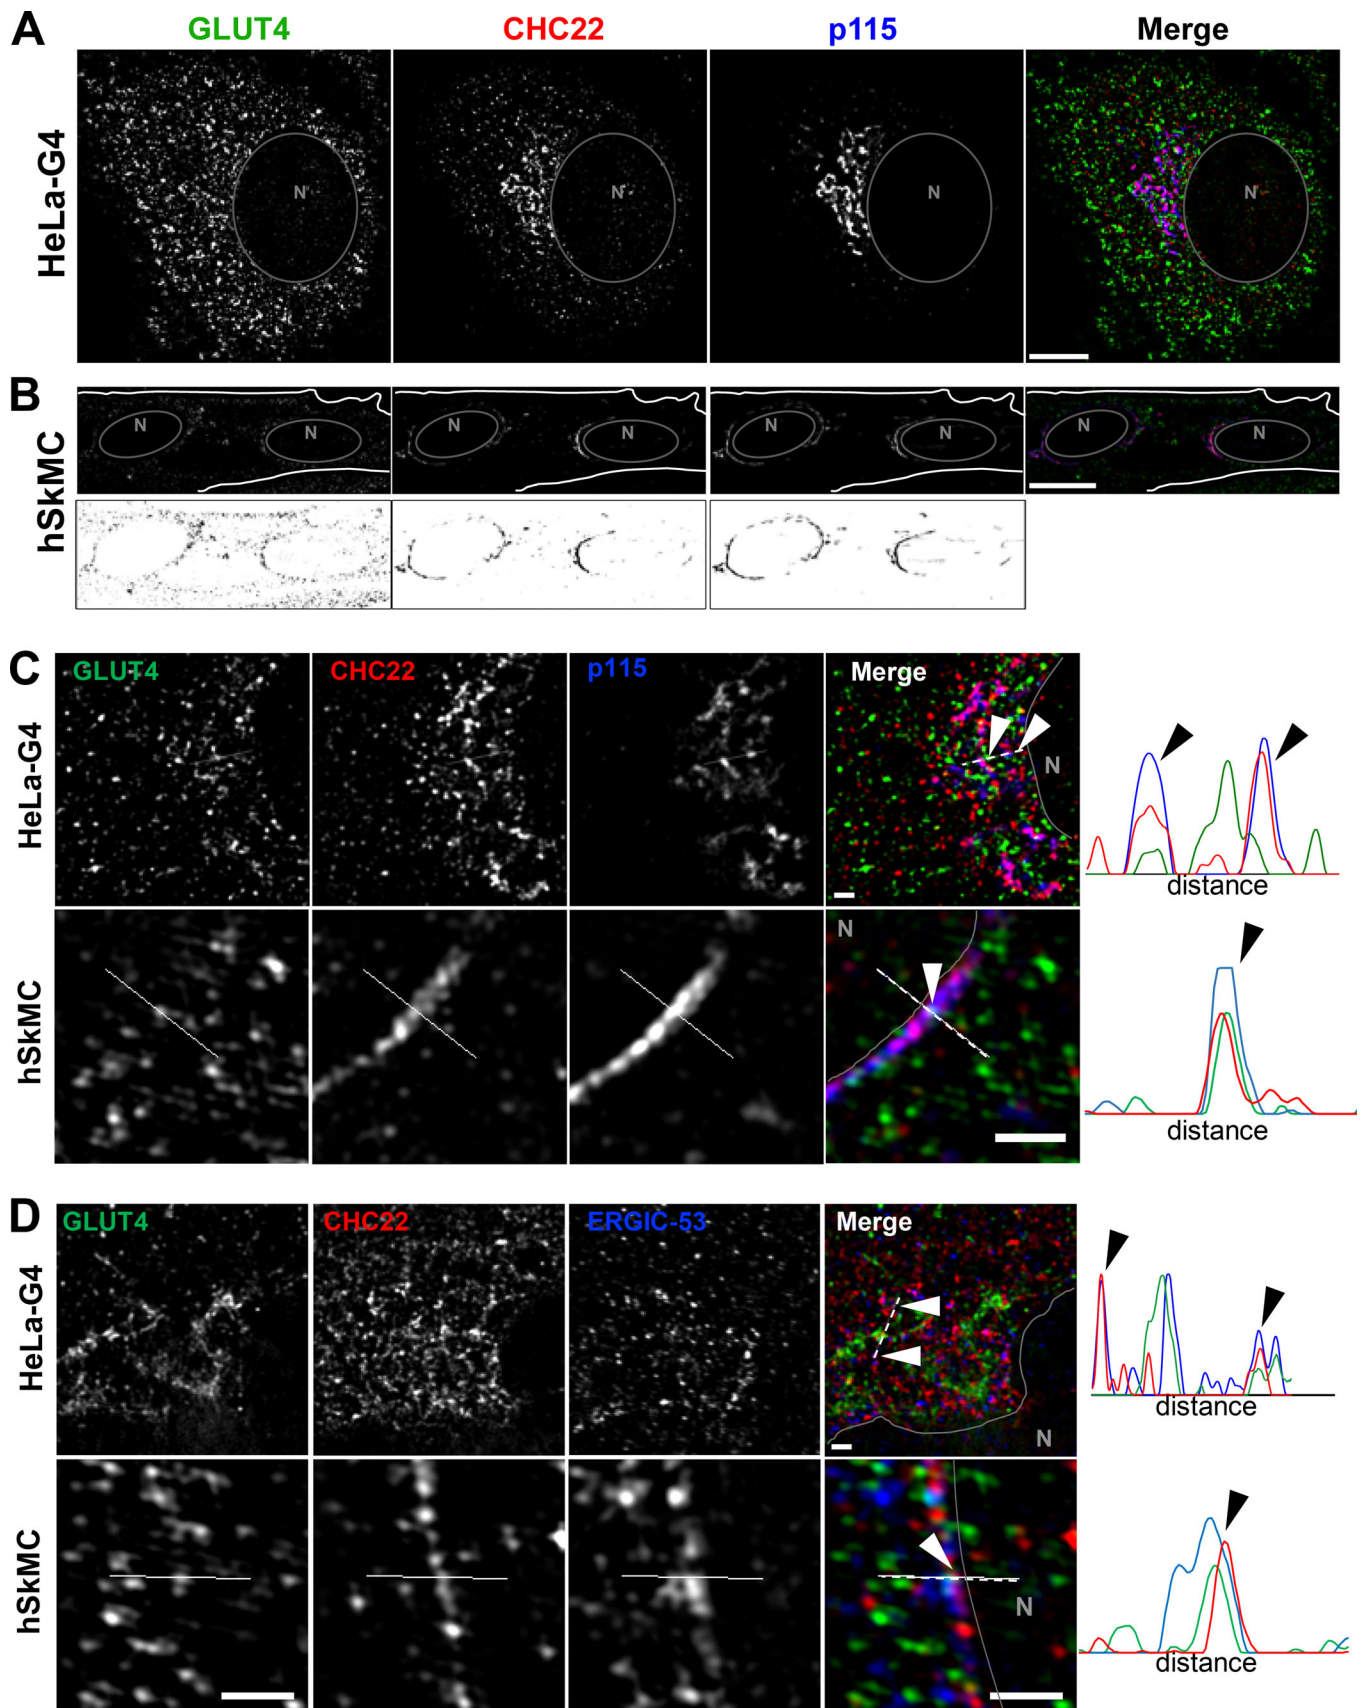 A GLUT4 CHC22 p115 Merge
HeLa-G4
N N N N
B
hSkMC
N N N N N N N N
C GLUT4 CHC22 p115 Merge
HeLa-G4
N
distance
hSkMC
N
distance
D GLUT4 CHC22 ERGIC-53 Merge
HeLa-G4
N
distance
hSkMC
N
distance